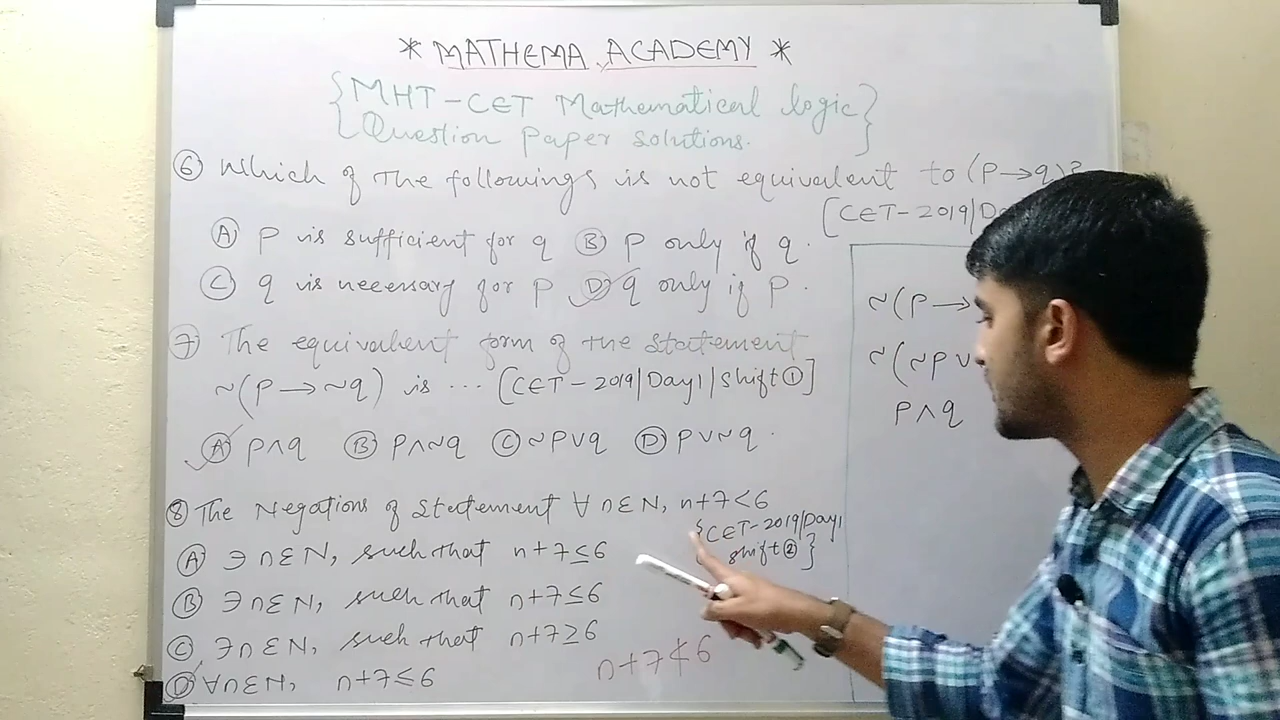 * MATHEMA ACADEMY *
{MHT-CET Mathematical logic
Question Paper Solutions.}
⑥ Which of The followings is not equivalent to (P→q)?
[CET-2019/Da
Ⓐ P is sufficient for q Ⓑ P only if q.
Ⓒ q is necessary for P Ⓓ q only if P.
⑦ The equivalent form of the statement
~(P→~q) is ... [CET-2019/Day1/Shift①]
Ⓐ P∧q Ⓑ P∧~q Ⓒ ~P∨q Ⓓ P∨~q.
~(P→
~(~P∨
P∧q
⑧ The Negations of Statement ∀ n∈N, n+7<6
{CET-2019/Day1
shift②}
Ⓐ ∃ n∈N, such that n+7≤6
Ⓑ ∃ n∈N, such that n+7≤6
Ⓒ ∃ n∈N, such that n+7≥6
Ⓓ ∀n∈N, n+7≤6
n+7≮6